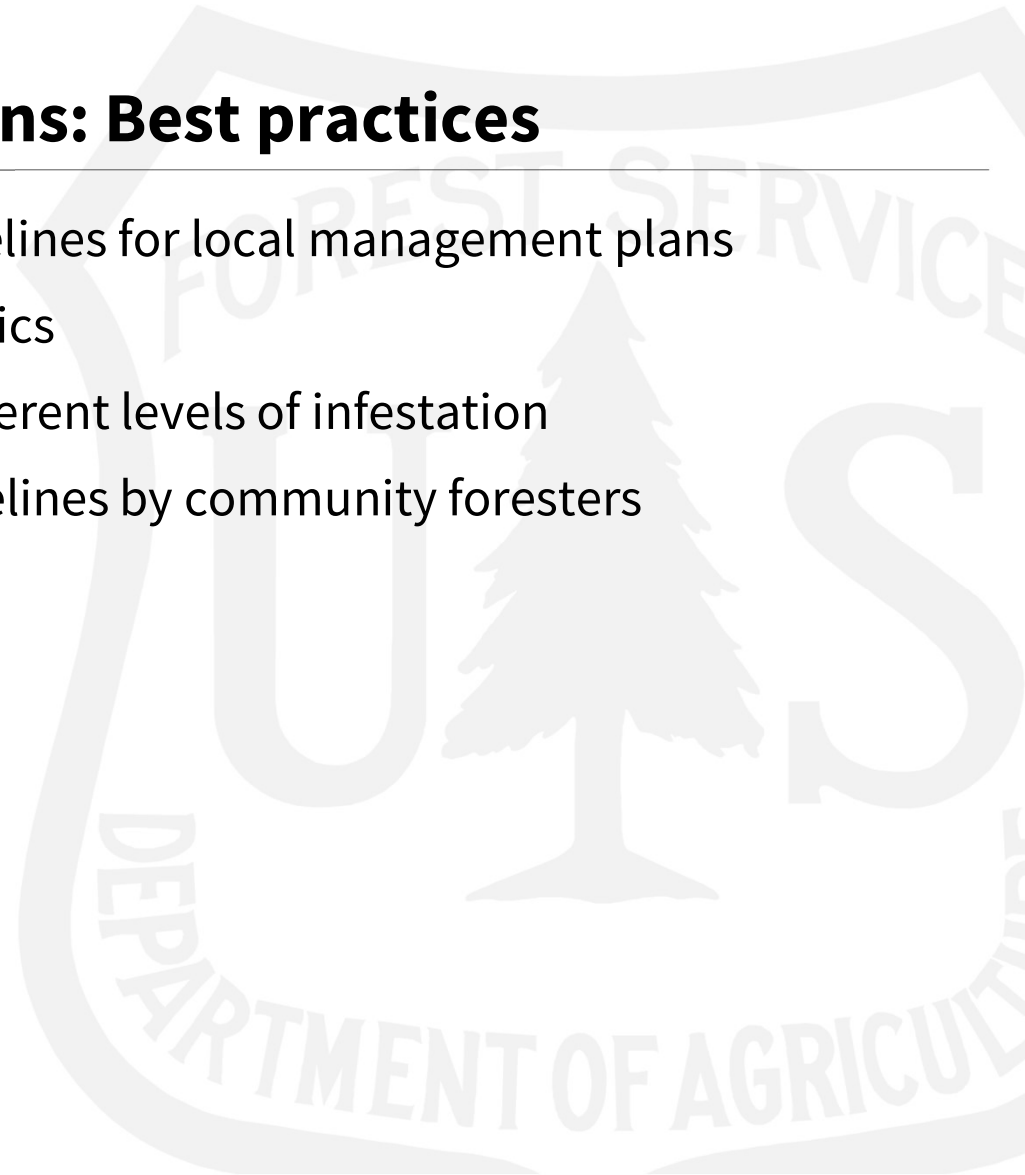 ns: Best practices
elines for local management plans
ics
erent levels of infestation
elines by community foresters
FOREST SERVICE
U S
DEPARTMENT OF AGRICULTURE